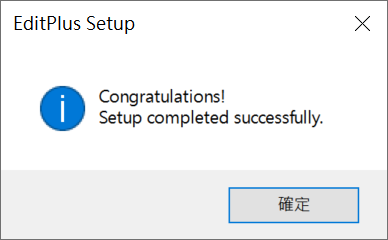 EditPlus Setup
Congratulations!
Setup completed successfully.
確定